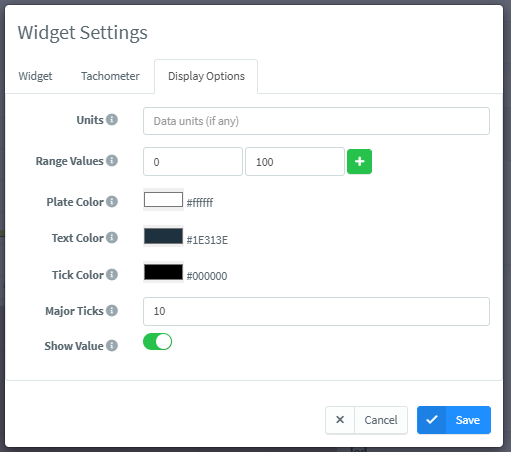 Widget Settings
Widget Tachometer Display Options
Units Data units (if any)
Range Values 0 100
Plate Color #ffffff
Text Color #1E313E
Tick Color #000000
Major Ticks 10
Show Value
Cancel Save